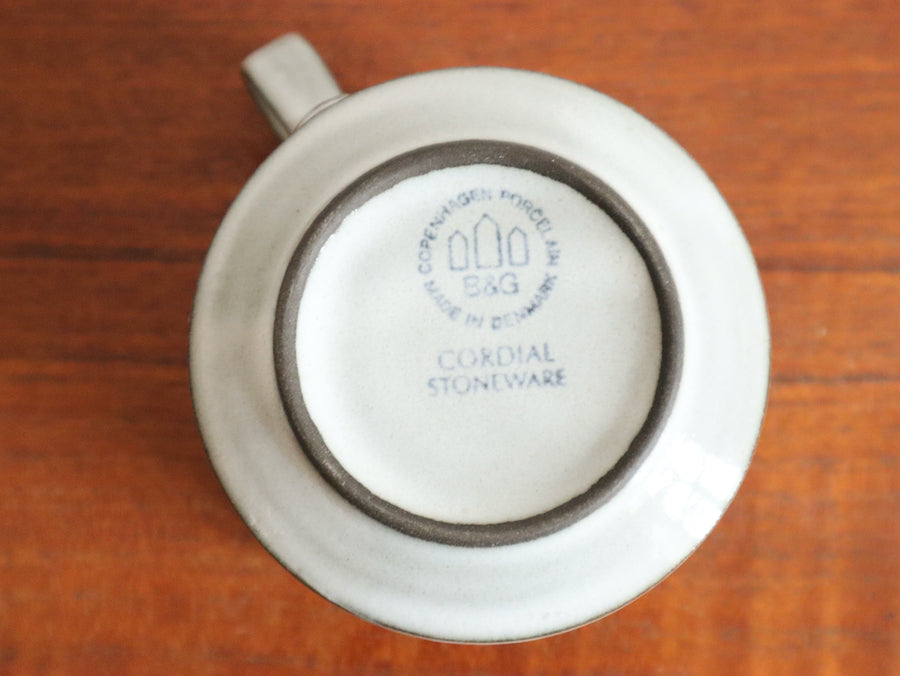 COPENHAGEN PORCELAIN
B&G
MADE IN DENMARK
CORDIAL
STONEWARE